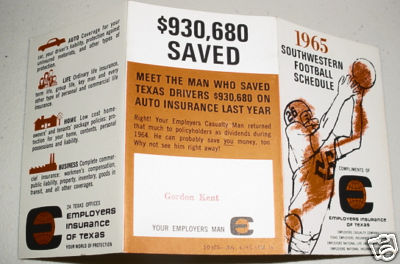 AUTO Coverage for your
car, your driver's liability, protection against
uninsured motorists, and other types of
protection.
LIFE Ordinary life insurance,
term life, group life, key man and every
other type of personal and commercial life
insurance.
HOME Low cost home-
owners' and tenants' package policies; pro-
tection for your home, contents, personal
possessions and liability.
BUSINESS Complete commer-
cial insurance: workmen's compensation,
public liability, property, inventory, goods in
transit, and all other coverages.
24 TEXAS OFFICES
EMPLOYERS
INSURANCE
OF TEXAS
YOUR WORLD OF PROTECTION
$930,680
SAVED
MEET THE MAN WHO SAVED
TEXAS DRIVERS $930,680 ON
AUTO INSURANCE LAST YEAR
Right! Your Employers Casualty Man returned
that much to policyholders as dividends during
1964. He can probably save you money, too.
Why not see him right away!
Gordon Kent
YOUR EMPLOYERS MAN
1965
SOUTHWESTERN
FOOTBALL
SCHEDULE
86
COMPLIMENTS OF
EMPLOYERS INSURANCE
OF TEXAS
EMPLOYERS CASUALTY COMPANY